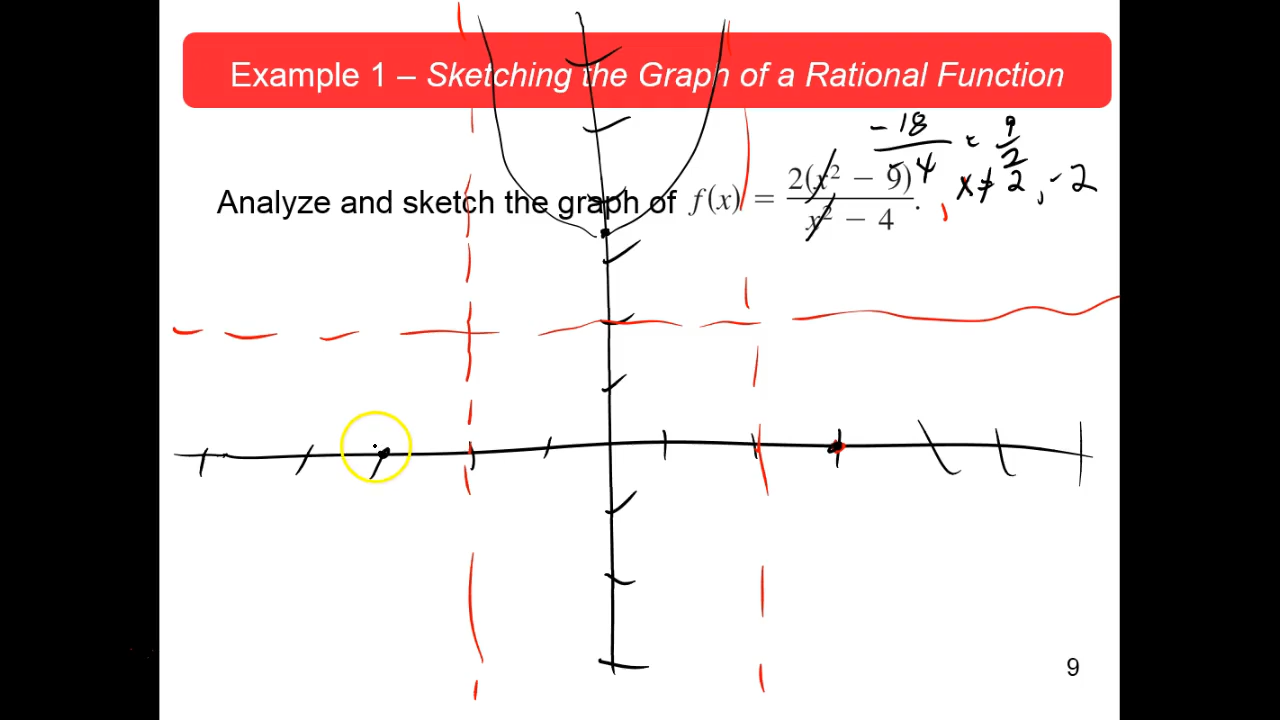 Example 1 – Sketching the Graph of a Rational Function
-18/-4 = 9/2
Analyze and sketch the graph of f(x) = 2(x² − 9)/(x² − 4). , x ≠ 2, -2
9